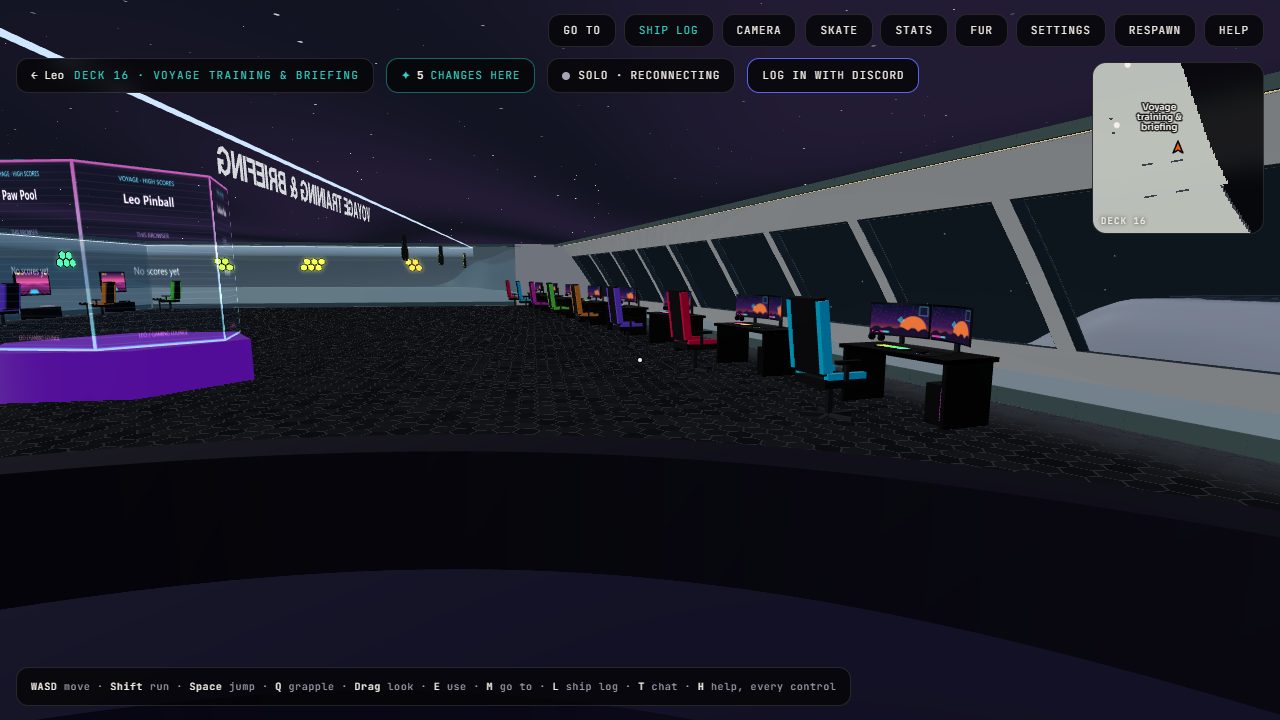 GO TO
SHIP LOG
CAMERA
SKATE
STATS
FUR
SETTINGS
RESPAWN
HELP
← Leo DECK 16 · VOYAGE TRAINING & BRIEFING
✦ 5 CHANGES HERE
SOLO · RECONNECTING
LOG IN WITH DISCORD
Voyage
training &
briefing
DECK 16
VOYAGE TRAINING & BRIEFING
Paw Pool
No scores yet
VOYAGE · HIGH SCORES
Leo Pinball
THIS BROWSER
No scores yet
WASD move · Shift run · Space jump · Q grapple · Drag look · E use · M go to · L ship log · T chat · H help, every control